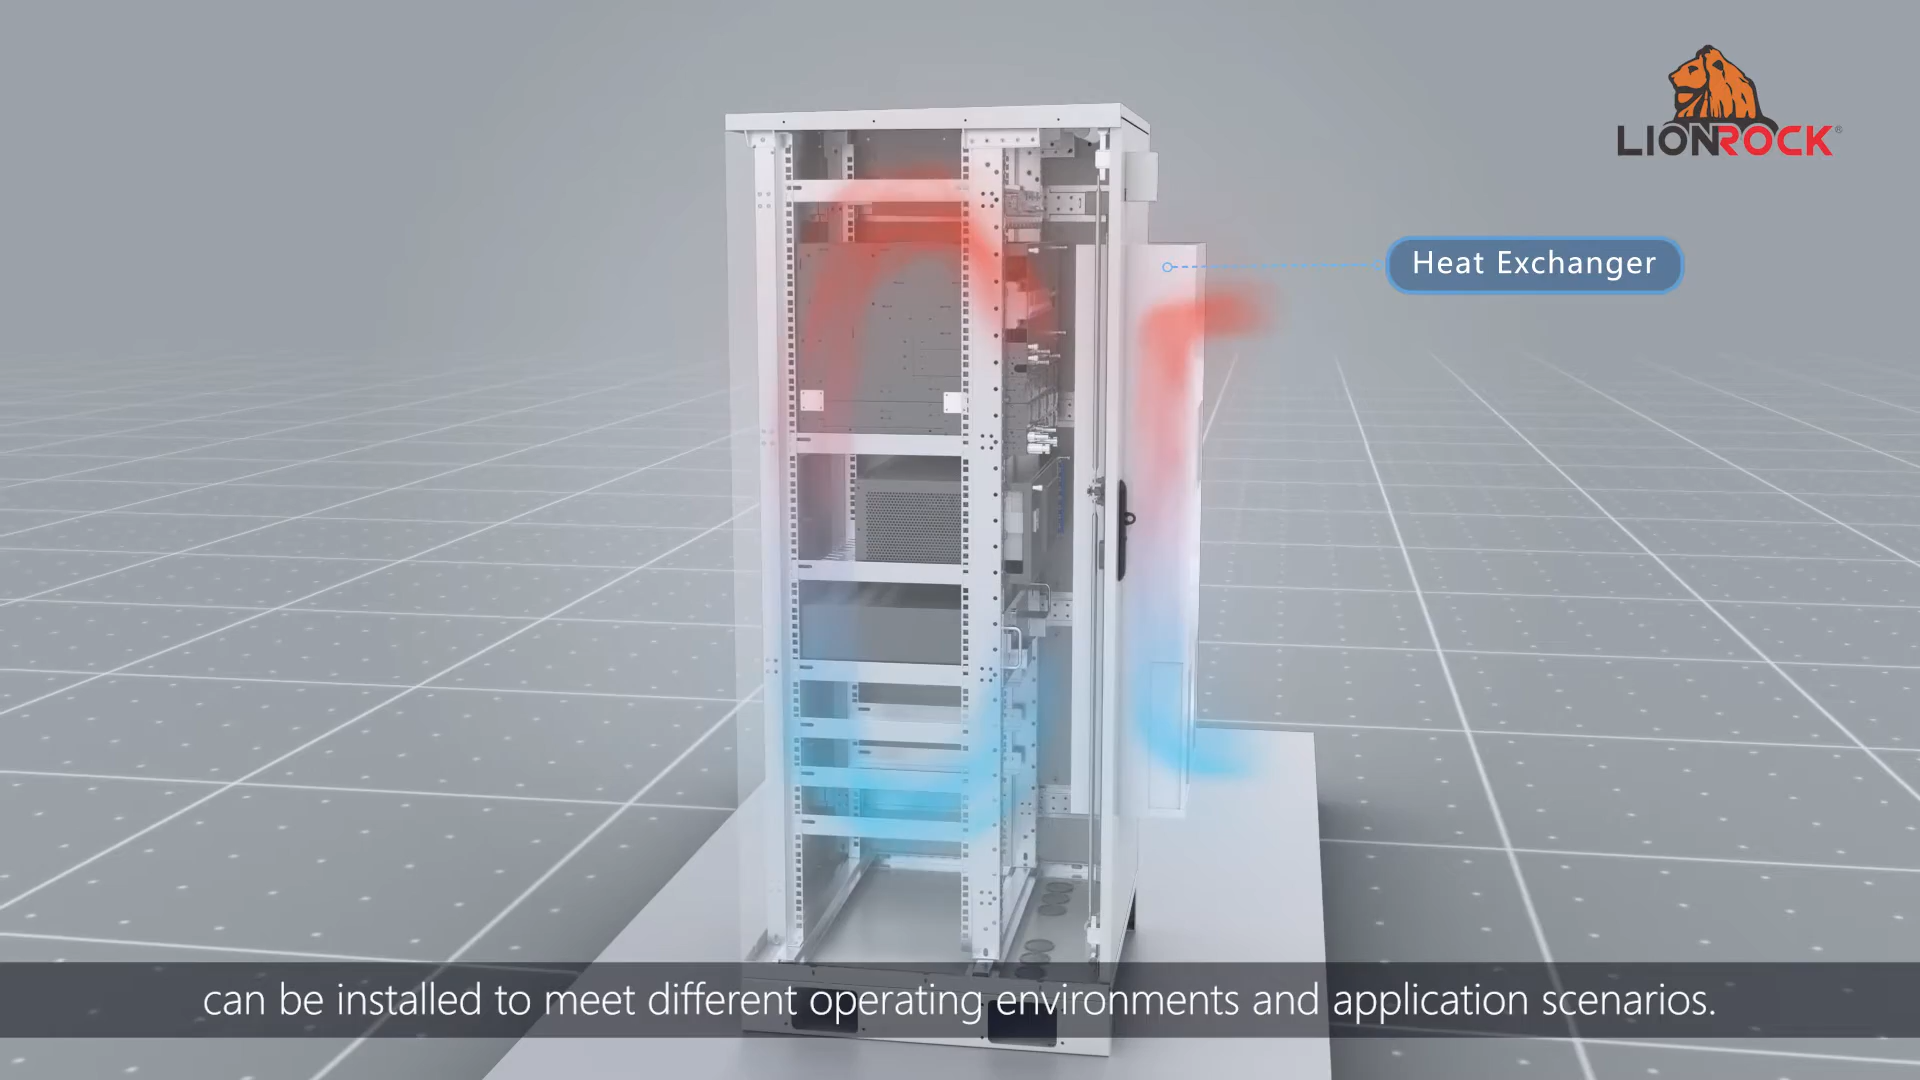 LIONROCK®
Heat Exchanger
can be installed to meet different operating environments and application scenarios.